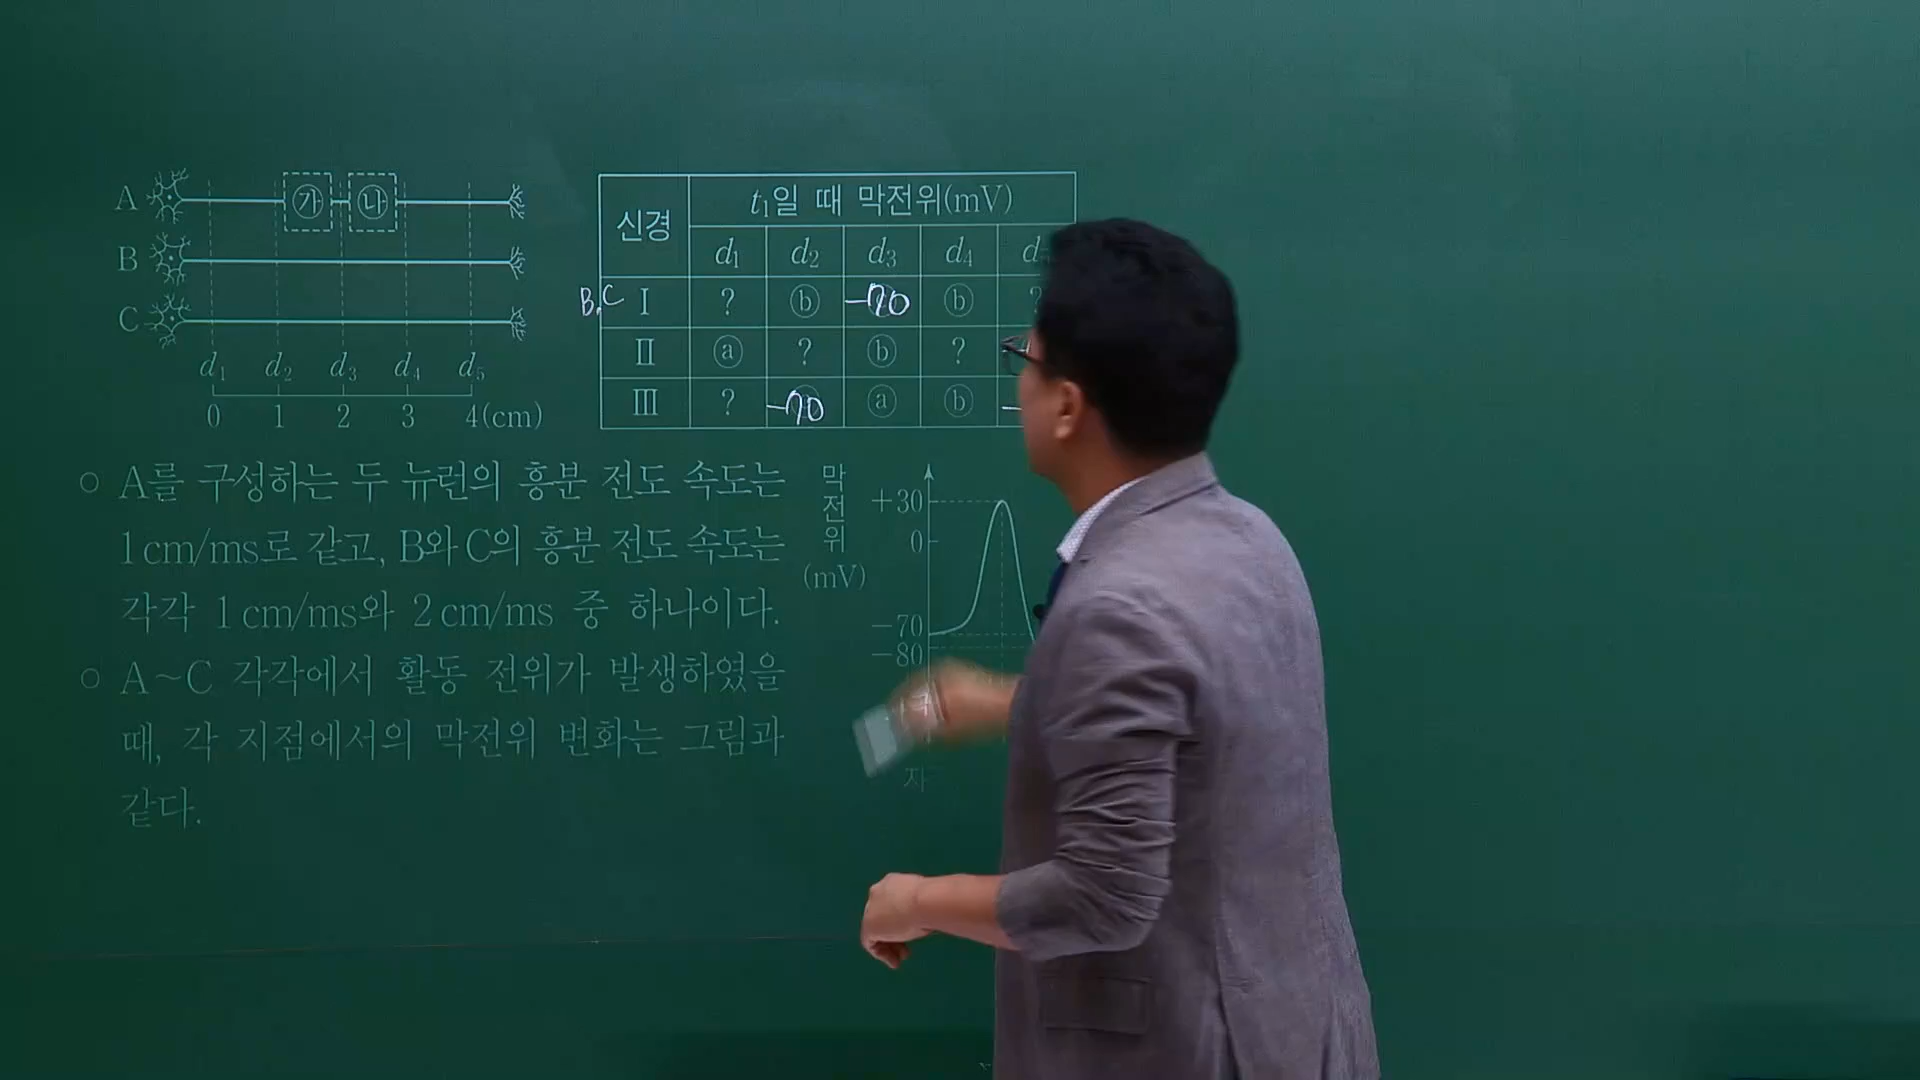 A ㉮ ㉯
B
C
d₁ d₂ d₃ d₄ d₅
0 1 2 3 4(cm)
신경 t₁일 때 막전위(mV)
d₁ d₂ d₃ d₄
B, C Ⅰ ? ⓑ -70 ⓑ ?
Ⅱ ⓐ ? ⓑ ?
Ⅲ ? -70 ⓐ ⓑ
○ A를 구성하는 두 뉴런의 흥분 전도 속도는
1cm/ms로 같고, B와 C의 흥분 전도 속도는
각각 1cm/ms와 2cm/ms 중 하나이다.
○ A~C 각각에서 활동 전위가 발생하였을
때, 각 지점에서의 막전위 변화는 그림과
같다.
막전위(mV)
+30
0
-70
-80